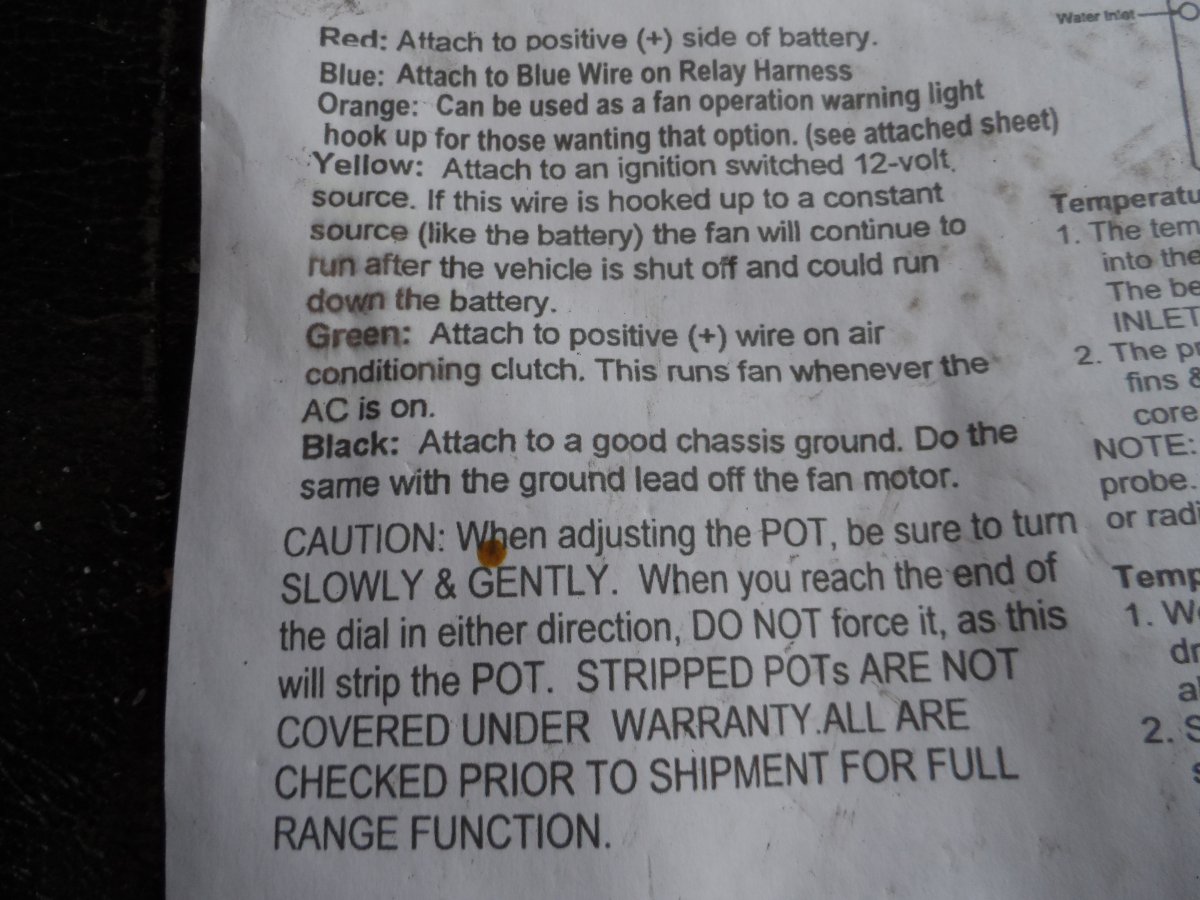 Red: Attach to positive (+) side of battery.
Blue: Attach to Blue Wire on Relay Harness
Orange: Can be used as a fan operation warning light
hook up for those wanting that option. (see attached sheet)
Yellow: Attach to an ignition switched 12-volt
source. If this wire is hooked up to a constant
source (like the battery) the fan will continue to
run after the vehicle is shut off and could run
down the battery.
Green: Attach to positive (+) wire on air
conditioning clutch. This runs fan whenever the
AC is on.
Black: Attach to a good chassis ground. Do the
same with the ground lead off the fan motor.
CAUTION: When adjusting the POT, be sure to turn
SLOWLY & GENTLY. When you reach the end of
the dial in either direction, DO NOT force it, as this
will strip the POT. STRIPPED POTs ARE NOT
COVERED UNDER WARRANTY.ALL ARE
CHECKED PRIOR TO SHIPMENT FOR FULL
RANGE FUNCTION.
Water Inlet
1. The
into the
The
INLET
2. The
fins &
core
NOTE:
probe.
or
1.
2.